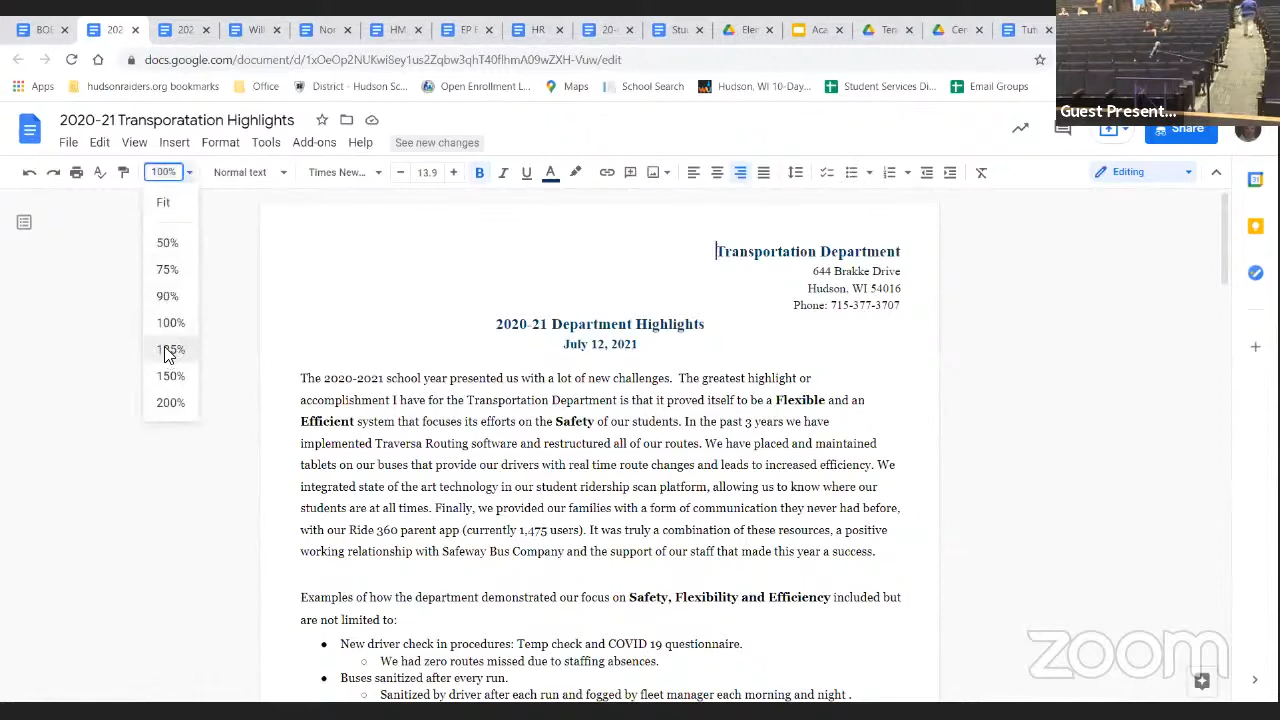 BOE
202
202
Will
Nor
HR
20-
Stu
Ele
Ac
Ter
Cer
Tut
docs.google.com/document/d/
/edit
Apps
hudsonraiders.org bookmarks
Office
District - Hudson Sc...
Open Enrollment I...
Maps
School Search
Hudson, WI 10-Day...
Student Services Di...
Email Groups
Guest Present...
2020-21 Transporatation Highlights
File Edit View Insert Format Tools Add-ons Help See new changes
Share
100% Normal text Times New... 13.9 B I U A Editing
Fit
50%
75%
90%
100%
150%
200%
Transportation Department
644 Brakke Drive
Hudson, WI 54016
Phone: 715-377-3707
2020-21 Department Highlights
July 12, 2021
The 2020-2021 school year presented us with a lot of new challenges. The greatest highlight or
accomplishment I have for the Transportation Department is that it proved itself to be a Flexible and an
Efficient system that focuses its efforts on the Safety of our students. In the past 3 years we have
implemented Traversa Routing software and restructured all of our routes. We have placed and maintained
tablets on our buses that provide our drivers with real time route changes and leads to increased efficiency. We
integrated state of the art technology in our student ridership scan platform, allowing us to know where our
students are at all times. Finally, we provided our families with a form of communication they never had before,
with our Ride 360 parent app (currently 1,475 users). It was truly a combination of these resources, a positive
working relationship with Safeway Bus Company and the support of our staff that made this year a success.
Examples of how the department demonstrated our focus on Safety, Flexibility and Efficiency included but
are not limited to:
New driver check in procedures: Temp check and COVID 19 questionnaire.
We had zero routes missed due to staffing absences.
Buses sanitized after every run.
Sanitized by driver after each run and fogged by fleet manager each morning and night .
zoom